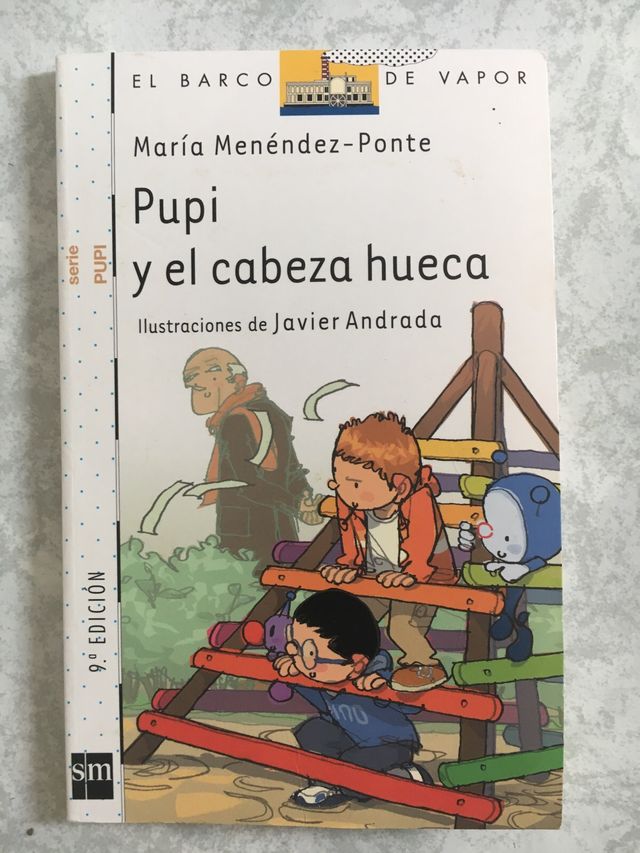 EL BARCO DE VAPOR
María Menéndez-Ponte
Pupi
y el cabeza hueca
Ilustraciones de Javier Andrada
serie
PUPI
9.ª EDICIÓN
sm